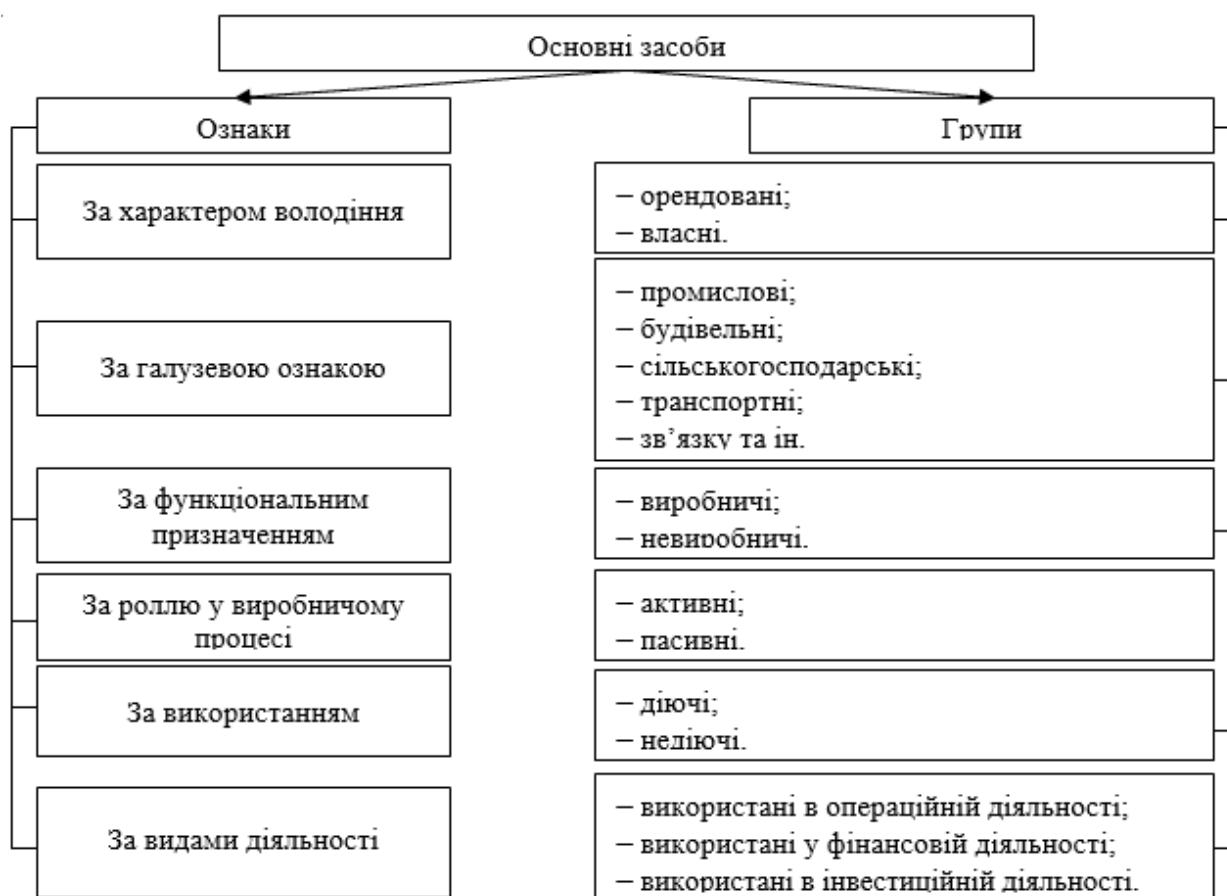 Основні засоби
Ознаки
Групи
За характером володіння
– орендовані;
– власні.
За галузевою ознакою
– промислові;
– будівельні;
– сільськогосподарські;
– транспортні;
– зв’язку та ін.
За функціональним
призначенням
– виробничі;
– невиробничі.
За роллю у виробничому
процесі
– активні;
– пасивні.
За використанням
– діючі;
– недіючі.
За видами діяльності
– використані в операційній діяльності;
– використані у фінансовій діяльності;
– використані в інвестиційній діяльності.